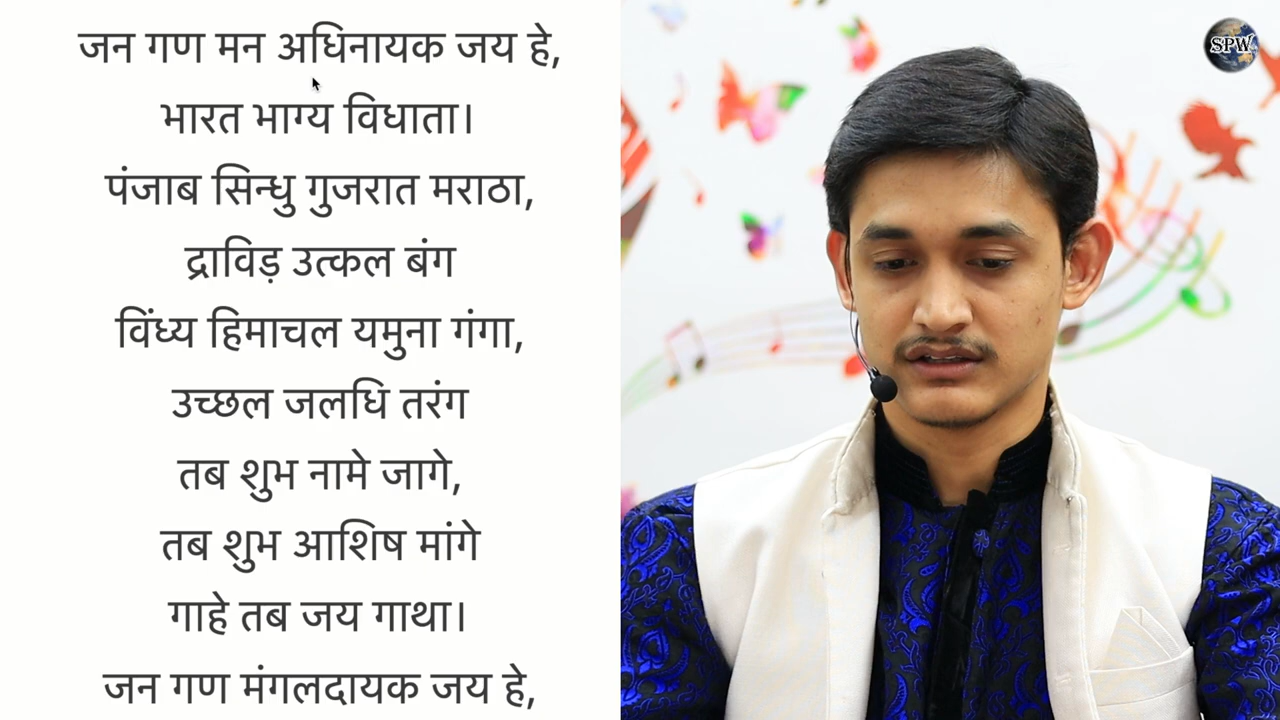 जन गण मन अधिनायक जय हे,
भारत भाग्य विधाता।
पंजाब सिन्धु गुजरात मराठा,
द्राविड़ उत्कल बंग
विंध्य हिमाचल यमुना गंगा,
उच्छल जलधि तरंग
तब शुभ नामे जागे,
तब शुभ आशिष मांगे
गाहे तब जय गाथा।
जन गण मंगलदायक जय हे,
SPW